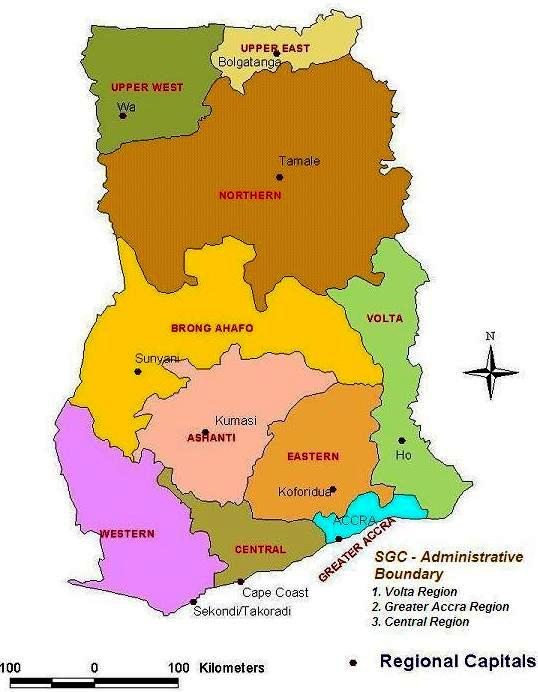 UPPER EAST
Bolgatanga
UPPER WEST
Wa
Tamale
NORTHERN
VOLTA
BRONG AHAFO
N
Sunyani
Kumasi
ASHANTI
Ho
EASTERN
Koforidua
ACCRA
WESTERN
GREATER ACCRA
CENTRAL
SGC - Administrative
Boundary
1. Volta Region
2. Greater Accra Region
3. Central Region
Cape Coast
Sekondi/Takoradi
100 0 100 Kilometers
Regional Capitals